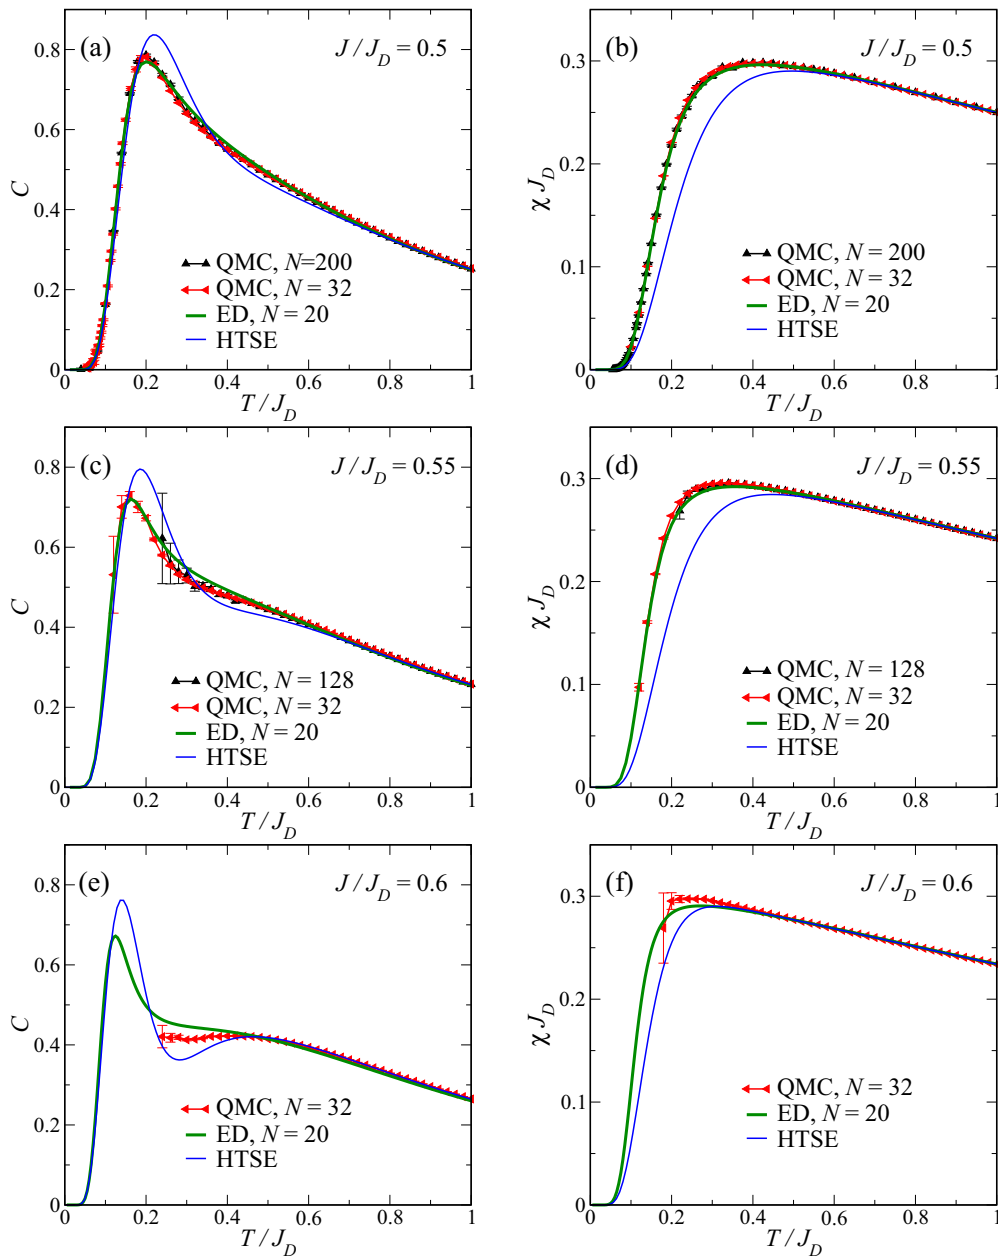 (a)
J/J_D = 0.5
C
0.8
0.6
0.4
0.2
0
QMC, N=200
QMC, N = 32
ED, N = 20
HTSE
0 0.2 0.4 0.6 0.8 1
T/J_D
(b)
J/J_D = 0.5
χ J_D
0.3
0.2
0.1
0
QMC, N = 200
QMC, N = 32
ED, N = 20
HTSE
0 0.2 0.4 0.6 0.8 1
T/J_D
(c)
J/J_D = 0.55
C
0.8
0.6
0.4
0.2
0
QMC, N = 128
QMC, N = 32
ED, N = 20
HTSE
0 0.2 0.4 0.6 0.8 1
T/J_D
(d)
J/J_D = 0.55
χ J_D
0.3
0.2
0.1
0
QMC, N = 128
QMC, N = 32
ED, N = 20
HTSE
0 0.2 0.4 0.6 0.8 1
T/J_D
(e)
J/J_D = 0.6
C
0.8
0.6
0.4
0.2
0
QMC, N = 32
ED, N = 20
HTSE
0 0.2 0.4 0.6 0.8 1
T/J_D
(f)
J/J_D = 0.6
χ J_D
0.3
0.2
0.1
0
QMC, N = 32
ED, N = 20
HTSE
0 0.2 0.4 0.6 0.8 1
T/J_D